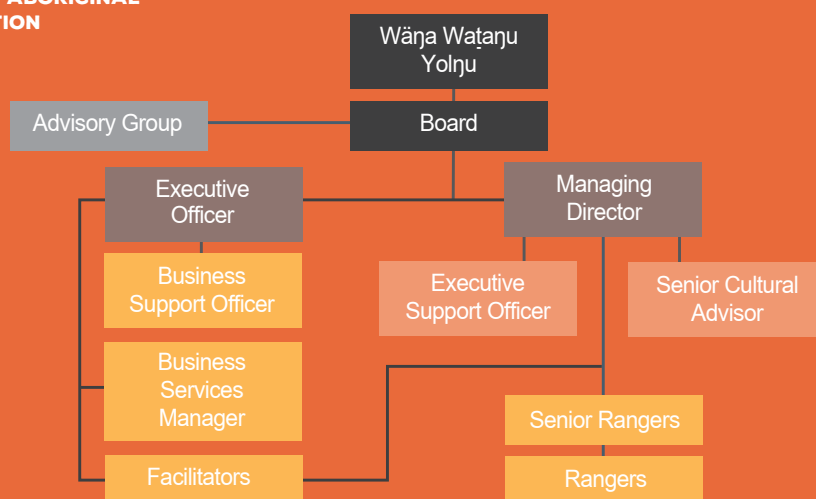 ABORIGINAL
TION
Wäŋa Waṯaŋu
Yolŋu
Advisory Group
Board
Executive
Officer
Managing
Director
Business
Support Officer
Executive
Support Officer
Senior Cultural
Advisor
Business
Services
Manager
Senior Rangers
Facilitators
Rangers